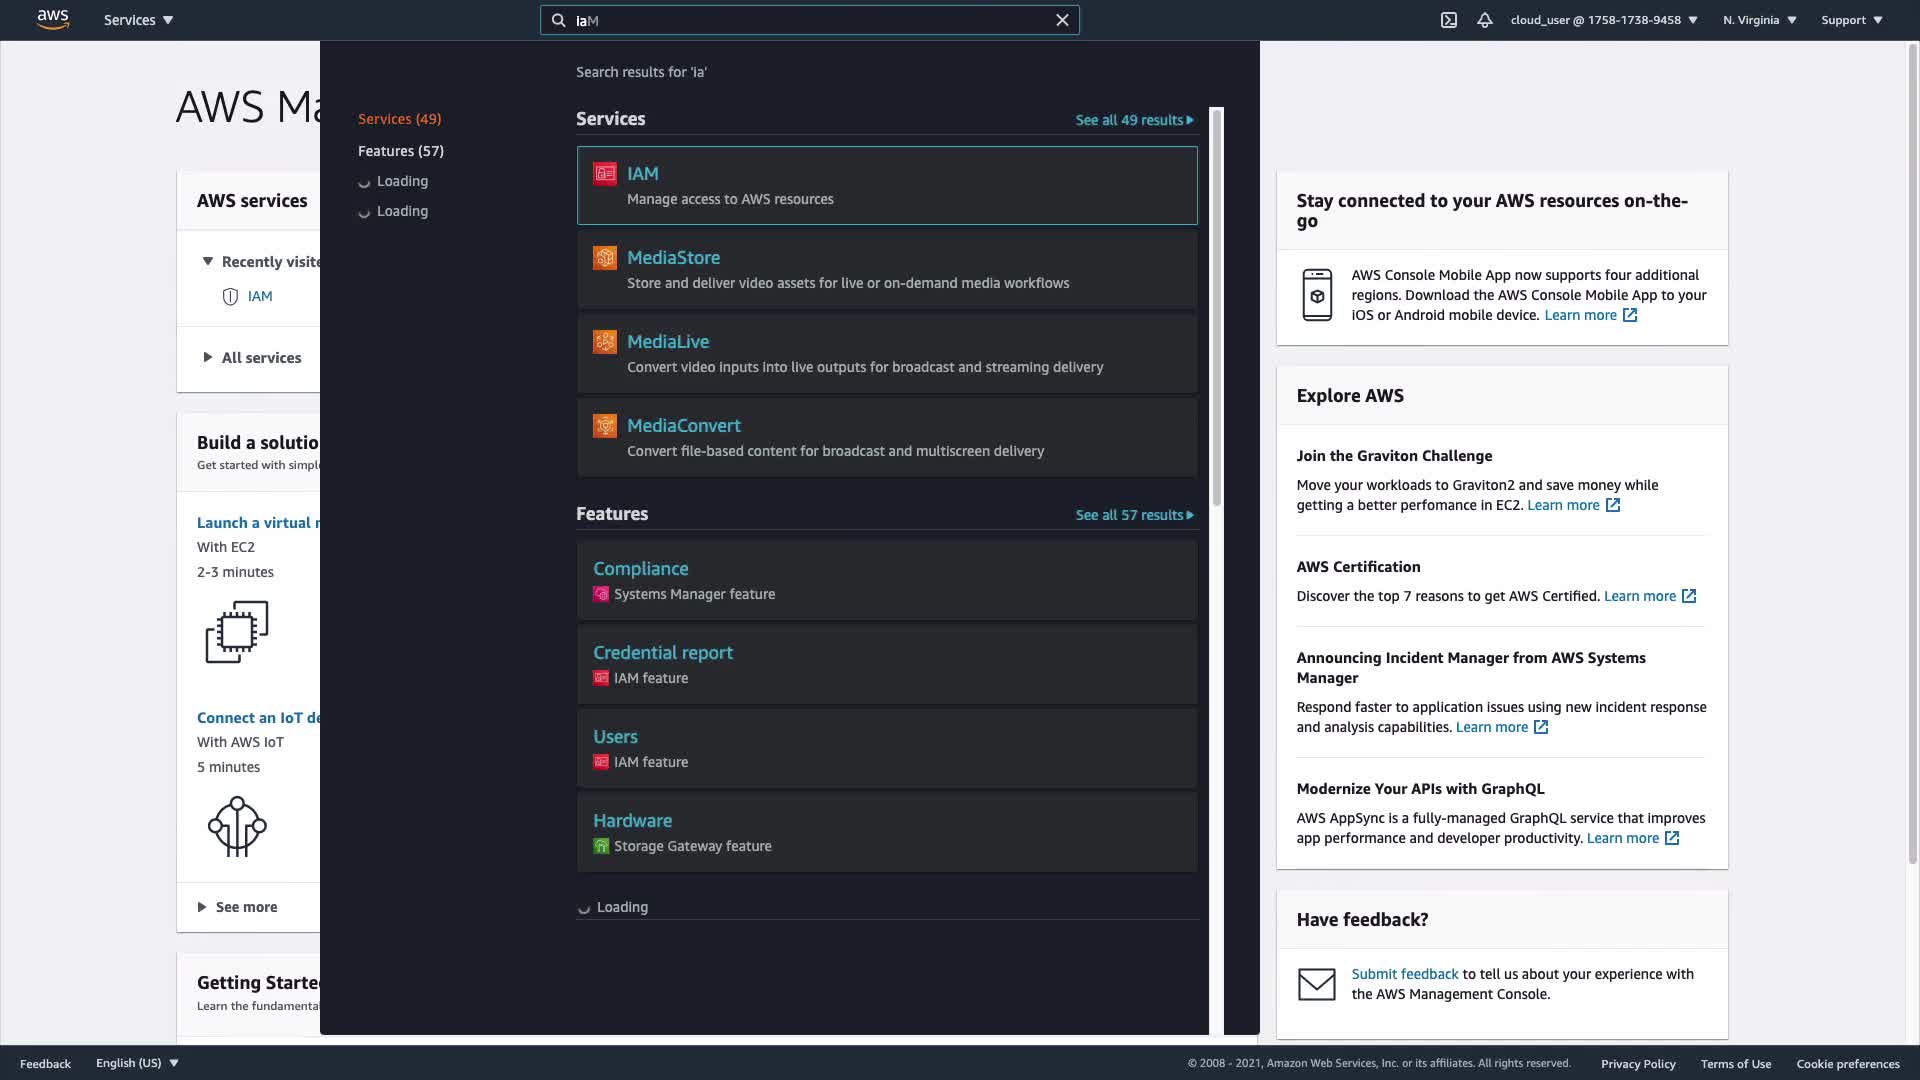 aws
Services
iaM
cloud_user @ 1758-1738-9458
N. Virginia
Support
Search results for 'ia'
Services (49)
Features (57)
Loading
Loading
Services
See all 49 results
IAM
Manage access to AWS resources
MediaStore
Store and deliver video assets for live or on-demand media workflows
MediaLive
Convert video inputs into live outputs for broadcast and streaming delivery
MediaConvert
Convert file-based content for broadcast and multiscreen delivery
Features
See all 57 results
Compliance
Systems Manager feature
Credential report
IAM feature
Users
IAM feature
Hardware
Storage Gateway feature
Loading
AWS Ma
AWS services
Recently visite
IAM
All services
Build a solutio
Get started with simple
Launch a virtual
With EC2
2-3 minutes
Connect an IoT de
With AWS IoT
5 minutes
See more
Getting Starte
Learn the fundamental
Stay connected to your AWS resources on-the-
go
AWS Console Mobile App now supports four additional
regions. Download the AWS Console Mobile App to your
iOS or Android mobile device. Learn more
Explore AWS
Join the Graviton Challenge
Move your workloads to Graviton2 and save money while
getting a better perfomance in EC2. Learn more
AWS Certification
Discover the top 7 reasons to get AWS Certified. Learn more
Announcing Incident Manager from AWS Systems
Manager
Respond faster to application issues using new incident response
and analysis capabilities. Learn more
Modernize Your APIs with GraphQL
AWS AppSync is a fully-managed GraphQL service that improves
app performance and developer productivity. Learn more
Have feedback?
Submit feedback to tell us about your experience with
the AWS Management Console.
Feedback
English (US)
© 2008 - 2021, Amazon Web Services, Inc. or its affiliates. All rights reserved.
Privacy Policy
Terms of Use
Cookie preferences